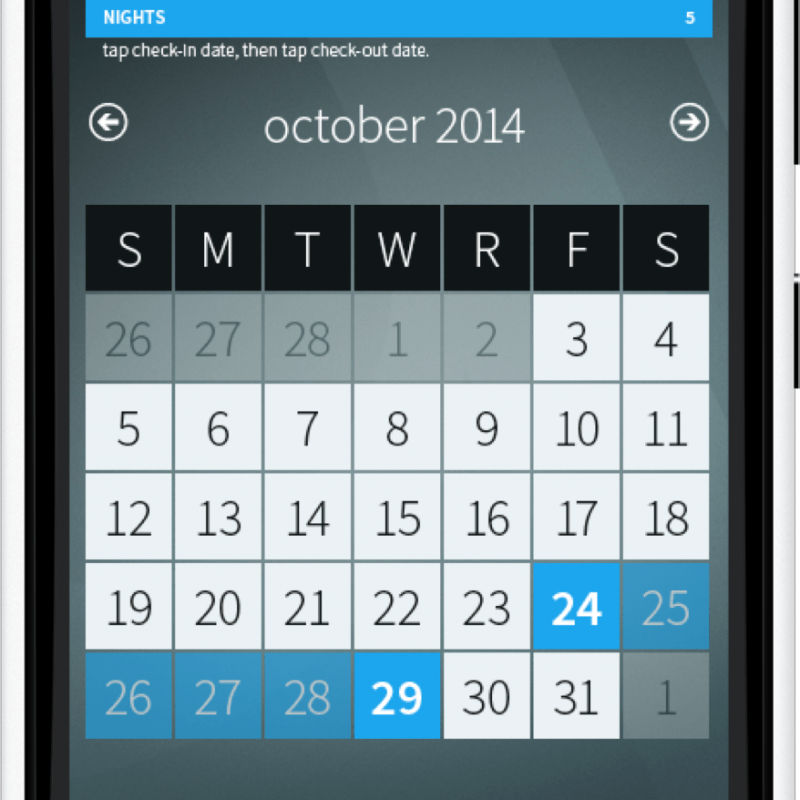 NIGHTS 5
tap check-in date, then tap check-out date.
october 2014
S M T W R F S
26 27 28 1 2 3 4
5 6 7 8 9 10 11
12 13 14 15 16 17 18
19 20 21 22 23 24 25
26 27 28 29 30 31 1